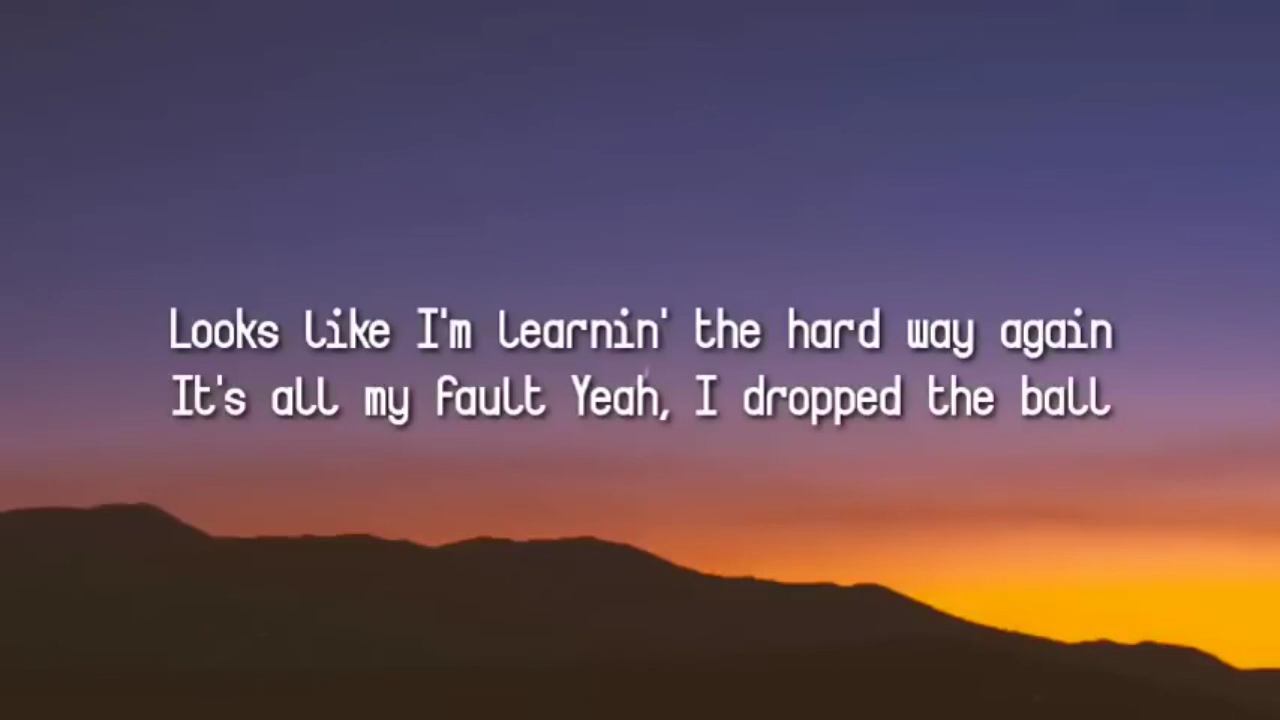 Looks like I'm learnin' the hard way again
It's all my fault Yeah, I dropped the ball